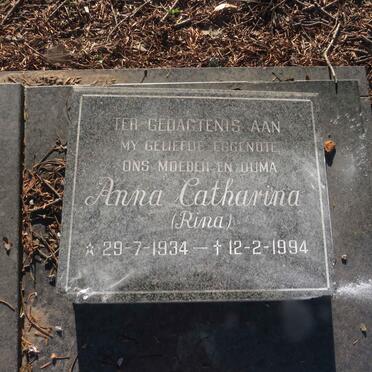 TER GEDAGTENIS AAN
MY GELIEFDE EGGENOTE
ONS MOEDER EN OUMA
Anna Catharina
(Rina)
☆ 29-7-1934 — † 12-2-1994